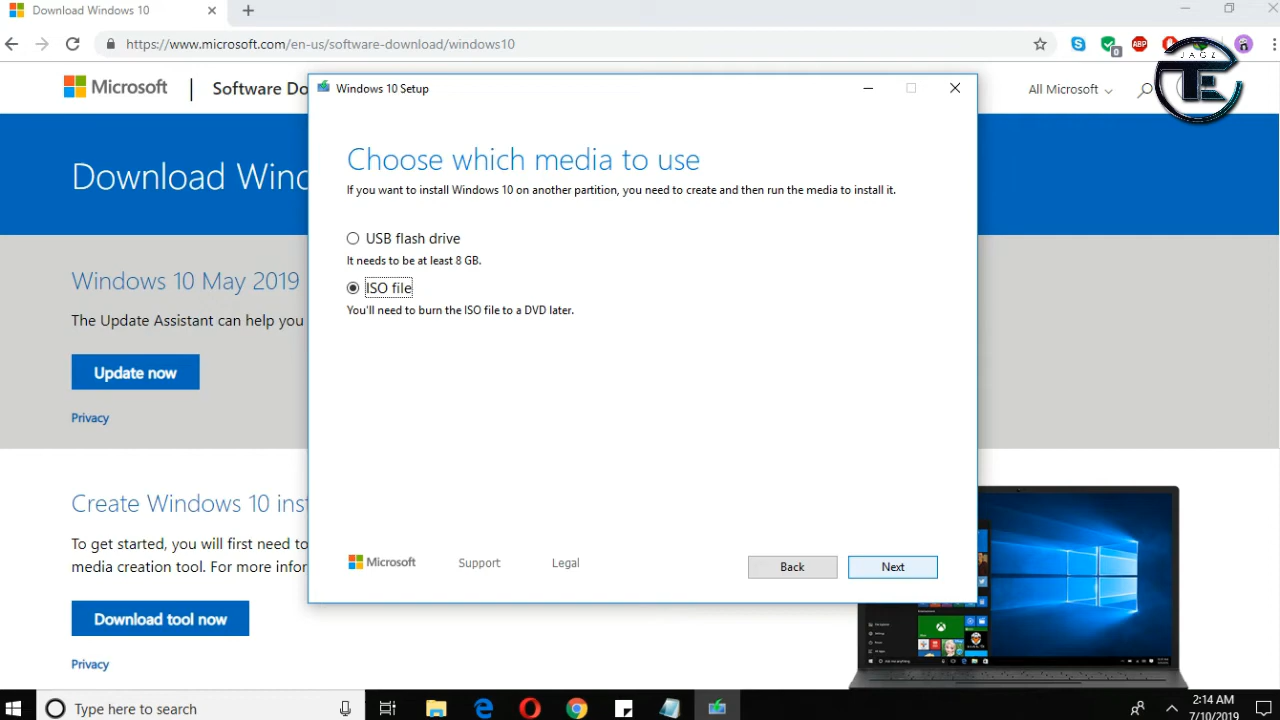 Download Windows 10
https://www.microsoft.com/en-us/software-download/windows10
ABP
0
JAGZ
TE
Microsoft
Software Do
All Microsoft
Windows 10 Setup
Download Wind
Choose which media to use
If you want to install Windows 10 on another partition, you need to create and then run the media to install it.
USB flash drive
It needs to be at least 8 GB.
ISO file
You'll need to burn the ISO file to a DVD later.
Windows 10 May 2019
The Update Assistant can help you
Update now
Privacy
Create Windows 10 inst
To get started, you will first need to
media creation tool. For more infor
Download tool now
Privacy
Microsoft
Support
Legal
Back
Next
Type here to search
2:14 AM
7/10/2019